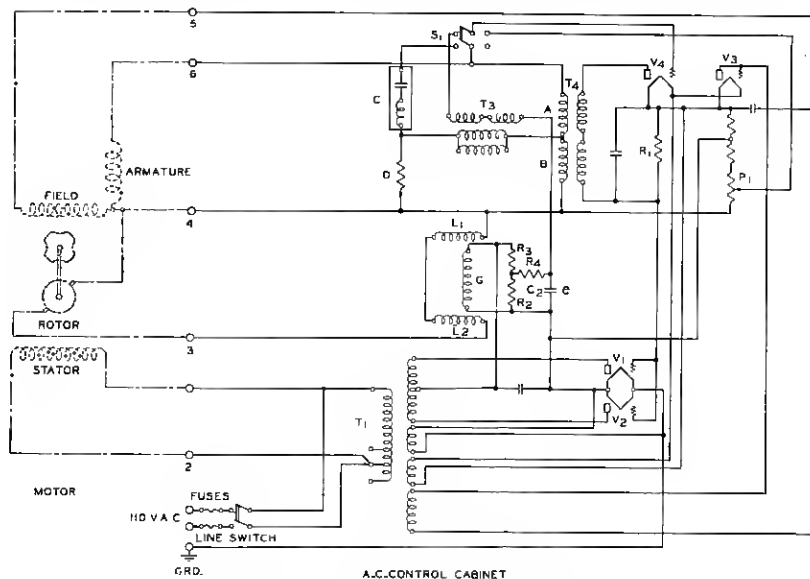 5
S1
6
V4
V3
T4
C
T3
A
ARMATURE
B
R1
P1
D
FIELD
4
L1
R3
R4
G
C2
e
R2
ROTOR
L2
3
STATOR
V1
T1
V2
2
MOTOR
FUSES
110 V A C
LINE SWITCH
GRD.
A.C. CONTROL CABINET